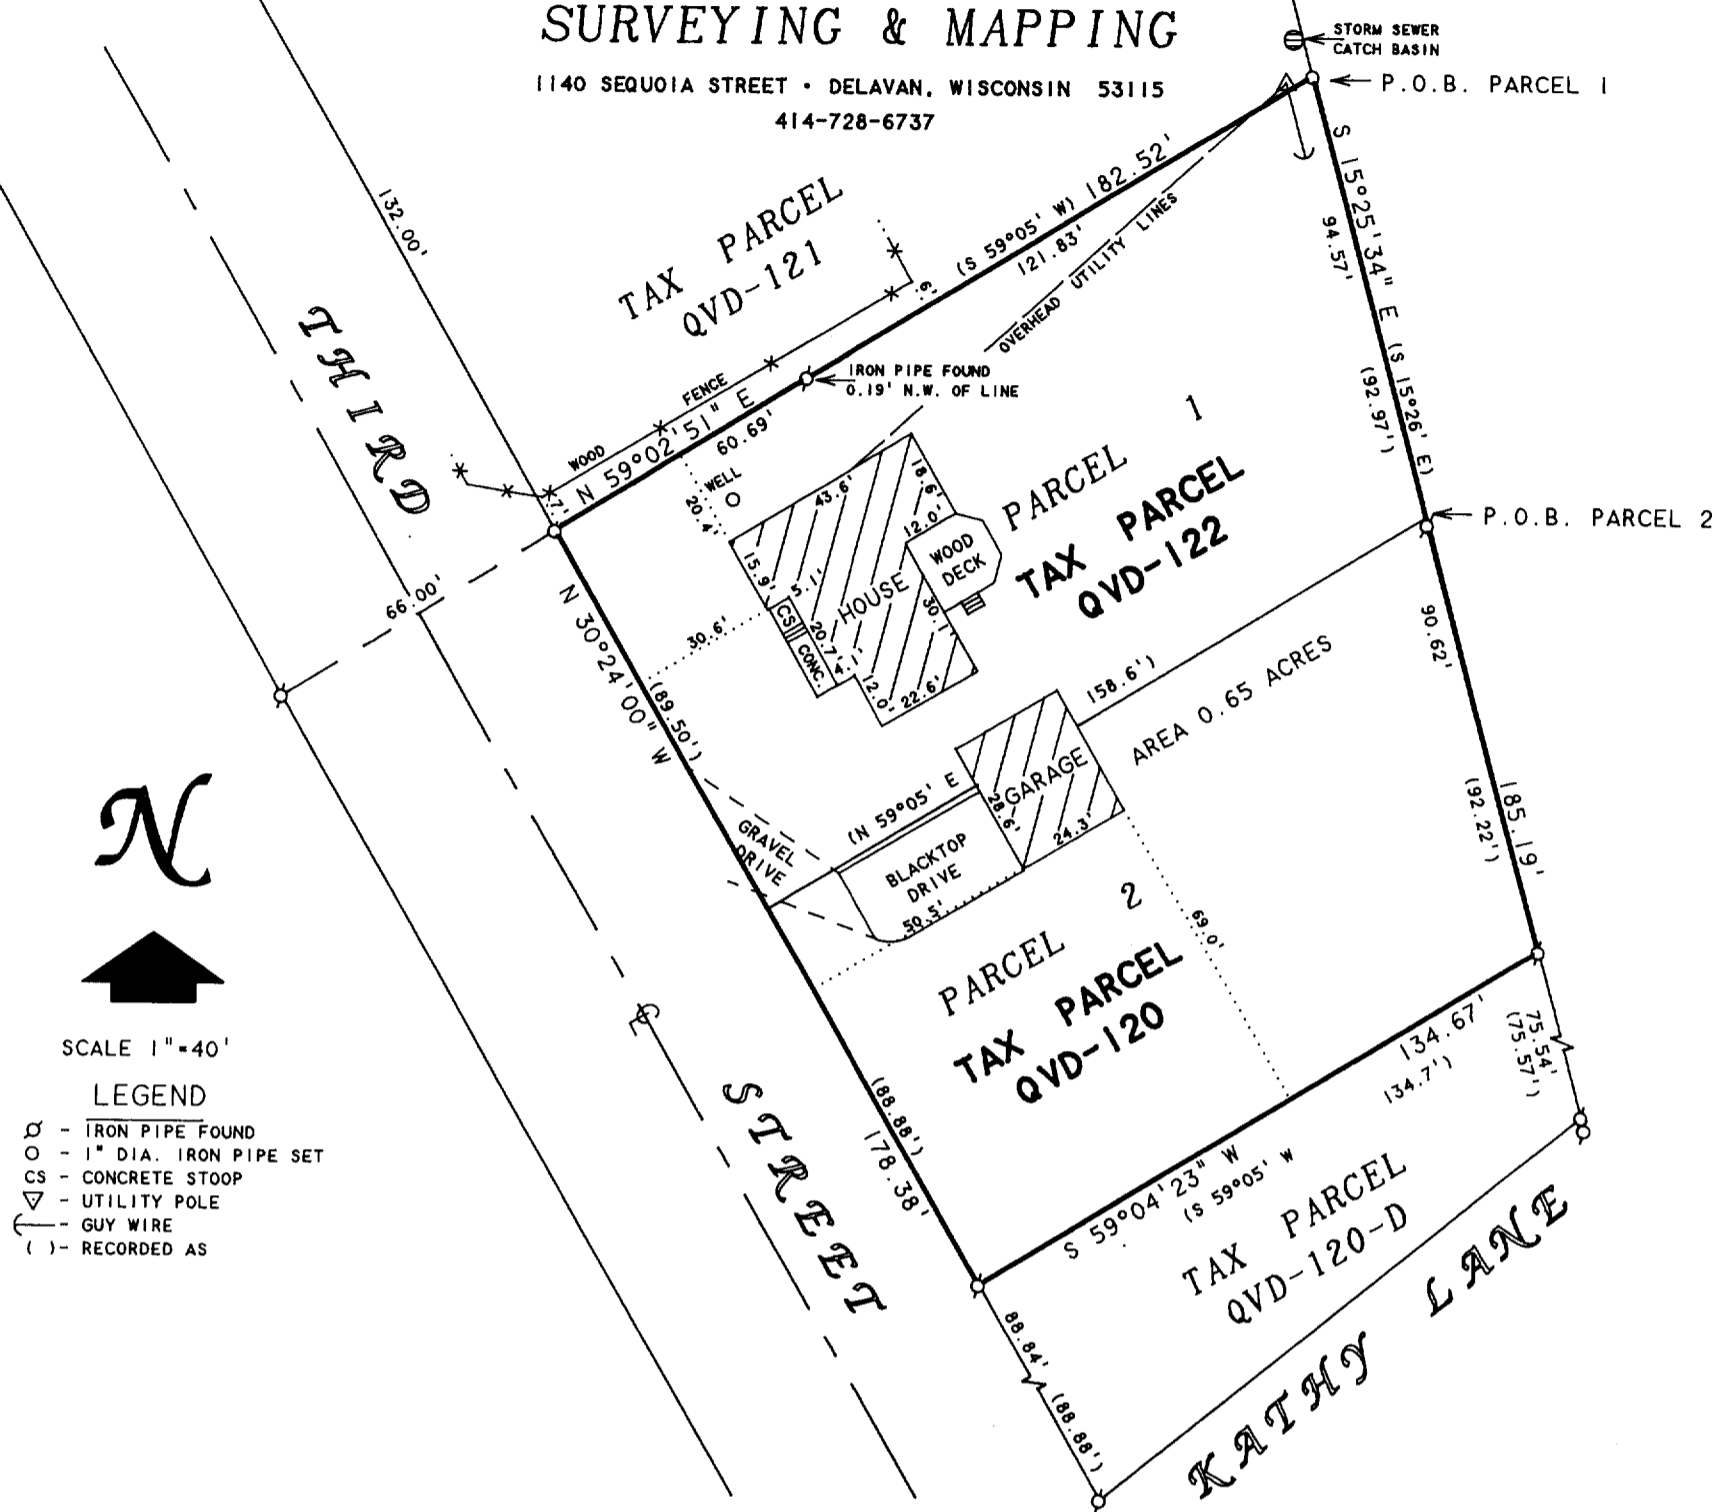 SURVEYING & MAPPING
1140 SEQUOIA STREET • DELAVAN, WISCONSIN 53115
414-728-6737
STORM SEWER
CATCH BASIN
P.O.B. PARCEL 1
132.00'
TAX PARCEL
QVD-121
(S 59°05' W) 182.52'
121.83'
OVERHEAD UTILITY LINES
S 15°25'34" E (S 15°26' E)
94.57'
(92.97')
.6'
THIRD
WOOD FENCE
IRON PIPE FOUND
0.19' N.W. OF LINE
N 59°02'51" E
60.69'
.7'
WELL
20.4'
43.6'
18.6'
12.0'
WOOD
DECK
PARCEL 1
TAX PARCEL
QVD-122
P.O.B. PARCEL 2
66.00'
15.9'
5.1'
HOUSE
30.1'
CS
CONC.
20.7'
4.1'
12.0'
22.6'
30.6'
N 30°24'00" W
(89.50')
158.6')
AREA 0.65 ACRES
90.62'
(92.22')
185.19'
(N 59°05' E
GARAGE
28.6'
24.3'
GRAVEL
DRIVE
BLACKTOP
DRIVE
50.5'
69.0'
PARCEL 2
TAX PARCEL
QVD-120
N
SCALE 1"=40'
LEGEND
- IRON PIPE FOUND
O - 1" DIA. IRON PIPE SET
CS - CONCRETE STOOP
- UTILITY POLE
- GUY WIRE
( ) - RECORDED AS
STREET
(88.88')
178.38'
134.67'
134.7')
75.54'
(75.57')
S 59°04'23" W
(S 59°05' W
TAX PARCEL
QVD-120-D
88.84'
(88.88')
KATHY LANE